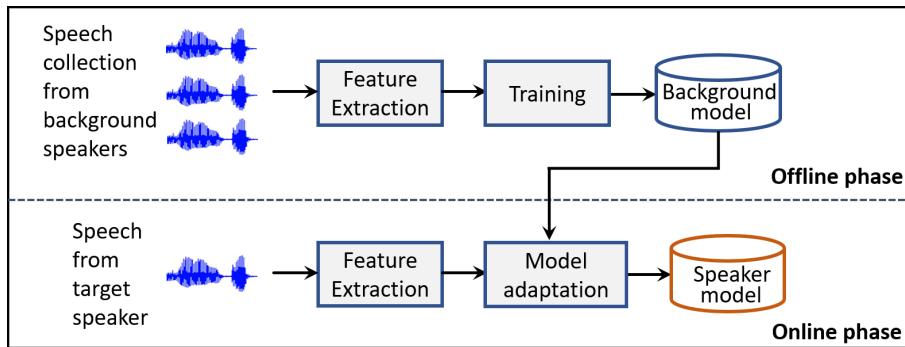 Speech
collection
from
background
speakers
Feature
Extraction
Training
Background
model
Offline phase
Speech
from
target
speaker
Feature
Extraction
Model
adaptation
Speaker
model
Online phase